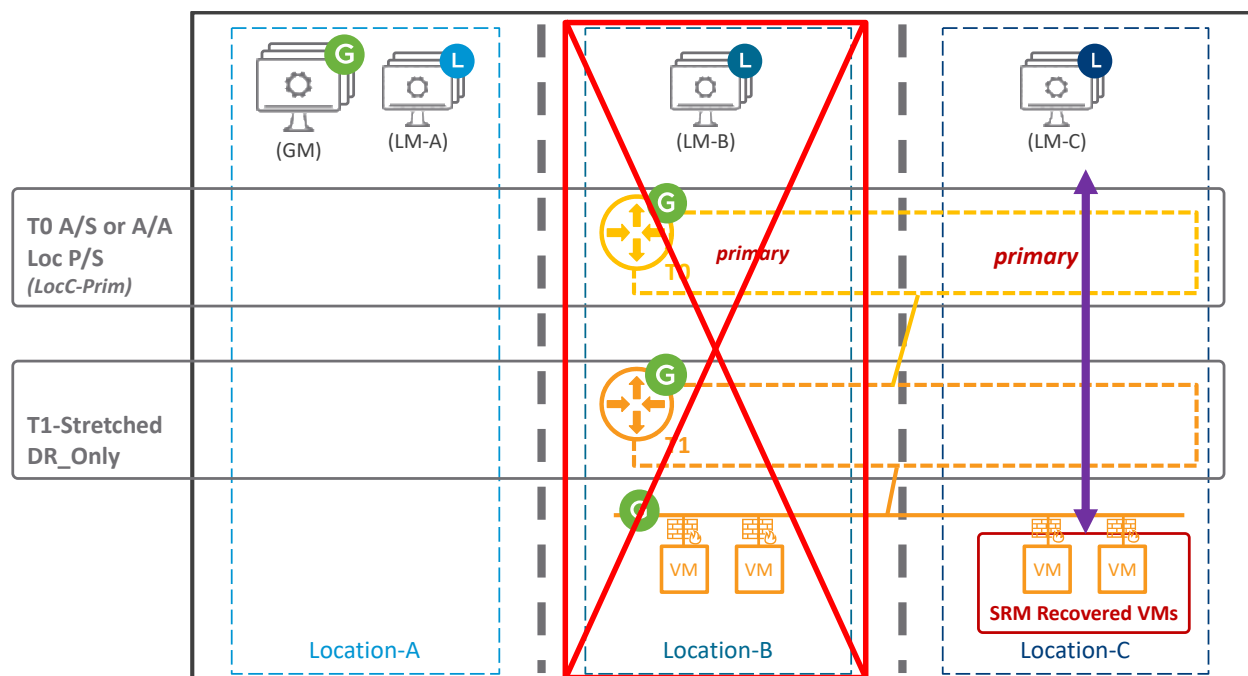 G
L
L
L
(GM)
(LM-A)
(LM-B)
(LM-C)
G
T0 A/S or A/A
Loc P/S
(LocC-Prim)
primary
primary
T0
G
T1-Stretched
DR_Only
T1
G
VM
VM
VM
VM
SRM Recovered VMs
Location-A
Location-B
Location-C